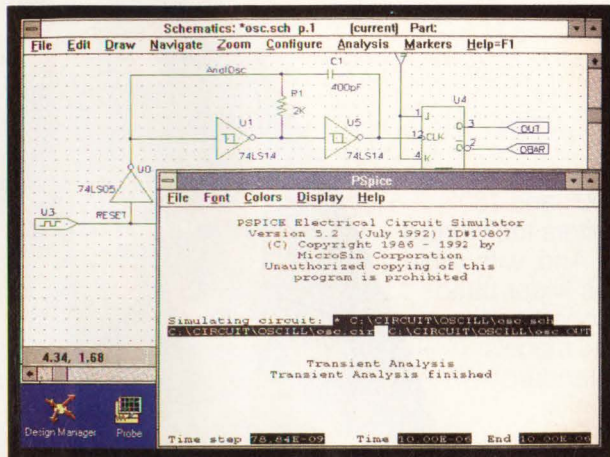 Schematics: *osc.sch p.1 (current) Part:
File Edit Draw Navigate Zoom Configure Analysis Markers Help=F1
AnalOsc
C1
400pF
R1
2K
U1
74LS14
U5
74LS14
U4
1
J
12
CLK
4
K
Q
3
OUT
Q
2
OBAR
U0
74LS05
U3
RESET
4.34, 1.68
Design Manager
Probe
PSpice
File Font Colors Display Help
PSPICE Electrical Circuit Simulator
Version 5.2 (July 1992) ID#10807
(C) Copyright 1986 - 1992 by
MicroSim Corporation
Unauthorized copying of this
program is prohibited
Simulating circuit: * C:\CIRCUIT\OSCILL\osc.sch
C:\CIRCUIT\OSCILL\osc.cir C:\CIRCUIT\OSCILL\osc.OUT
Transient Analysis
Transient Analysis finished
Time step 78.84E-09 Time 10.00E-06 End 10.00E-06